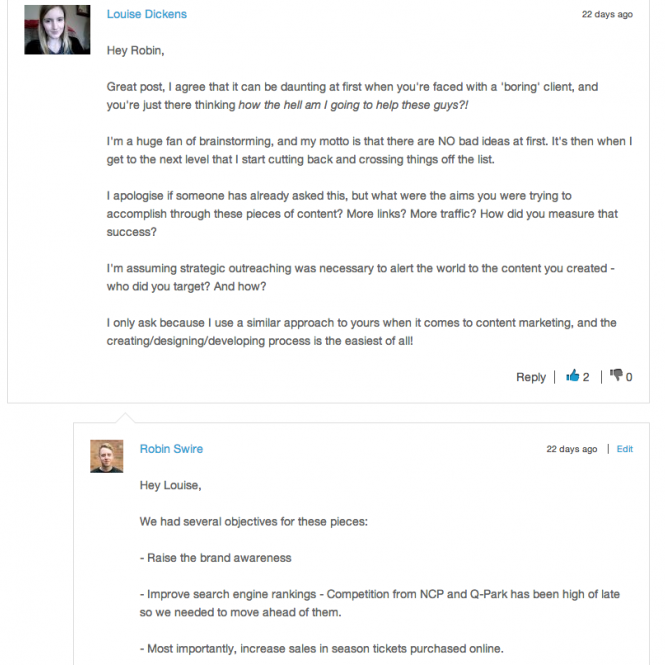 Louise Dickens
22 days ago
Hey Robin,
Great post, I agree that it can be daunting at first when you're faced with a 'boring' client, and
you're just there thinking how the hell am I going to help these guys?!
I'm a huge fan of brainstorming, and my motto is that there are NO bad ideas at first. It's then when I
get to the next level that I start cutting back and crossing things off the list.
I apologise if someone has already asked this, but what were the aims you were trying to
accomplish through these pieces of content? More links? More traffic? How did you measure that
success?
I'm assuming strategic outreaching was necessary to alert the world to the content you created -
who did you target? And how?
I only ask because I use a similar approach to yours when it comes to content marketing, and the
creating/designing/developing process is the easiest of all!
Reply | 2 | 0
Robin Swire
22 days ago | Edit
Hey Louise,
We had several objectives for these pieces:
- Raise the brand awareness
- Improve search engine rankings - Competition from NCP and Q-Park has been high of late
so we needed to move ahead of them.
- Most importantly, increase sales in season tickets purchased online.